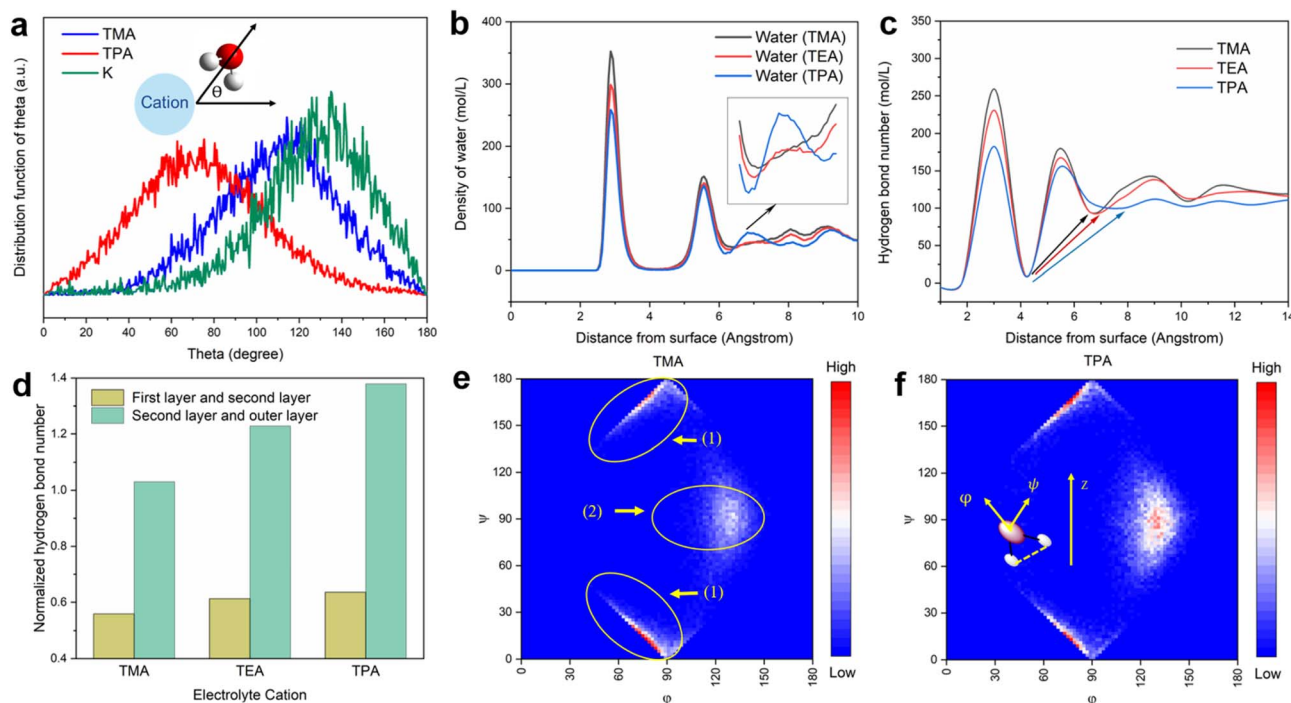 a
TMA
TPA
K
Cation
Θ
Distribution function of theta (a.u.)
0 20 40 60 80 100 120 140 160 180
Theta (degree)
b
Water (TMA)
Water (TEA)
Water (TPA)
Density of water (mol/L)
400
300
200
100
0
0 2 4 6 8 10
Distance from surface (Angstrom)
c
TMA
TEA
TPA
Hydrogen bond number (mol/L)
350
300
250
200
150
100
50
0
2 4 6 8 10 12 14
Distance from surface (Angstrom)
d
First layer and second layer
Second layer and outer layer
Normalized hydrogen bond number
1.4
1.2
1.0
0.8
0.6
0.4
TMA TEA TPA
Electrolyte Cation
e
TMA
High
(1)
(2)
(1)
ψ
180
150
120
90
60
30
0
0 30 60 90 120 150 180
φ
Low
f
TPA
High
φ ψ z
ψ
180
150
120
90
60
30
0
0 30 60 90 120 150 180
φ
Low